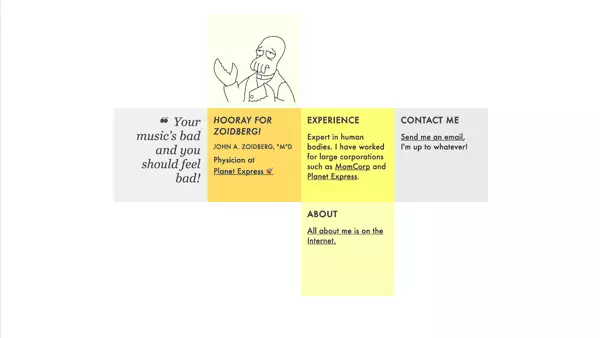 ❝ Your
music's bad
and you
should feel
bad!
HOORAY FOR
ZOIDBERG!
JOHN A. ZOIDBERG, "M"D
Physician at
Planet Express
EXPERIENCE
Expert in human
bodies. I have worked
for large corporations
such as MomCorp and
Planet Express.
CONTACT ME
Send me an email,
I'm up to whatever!
ABOUT
All about me is on the
Internet.